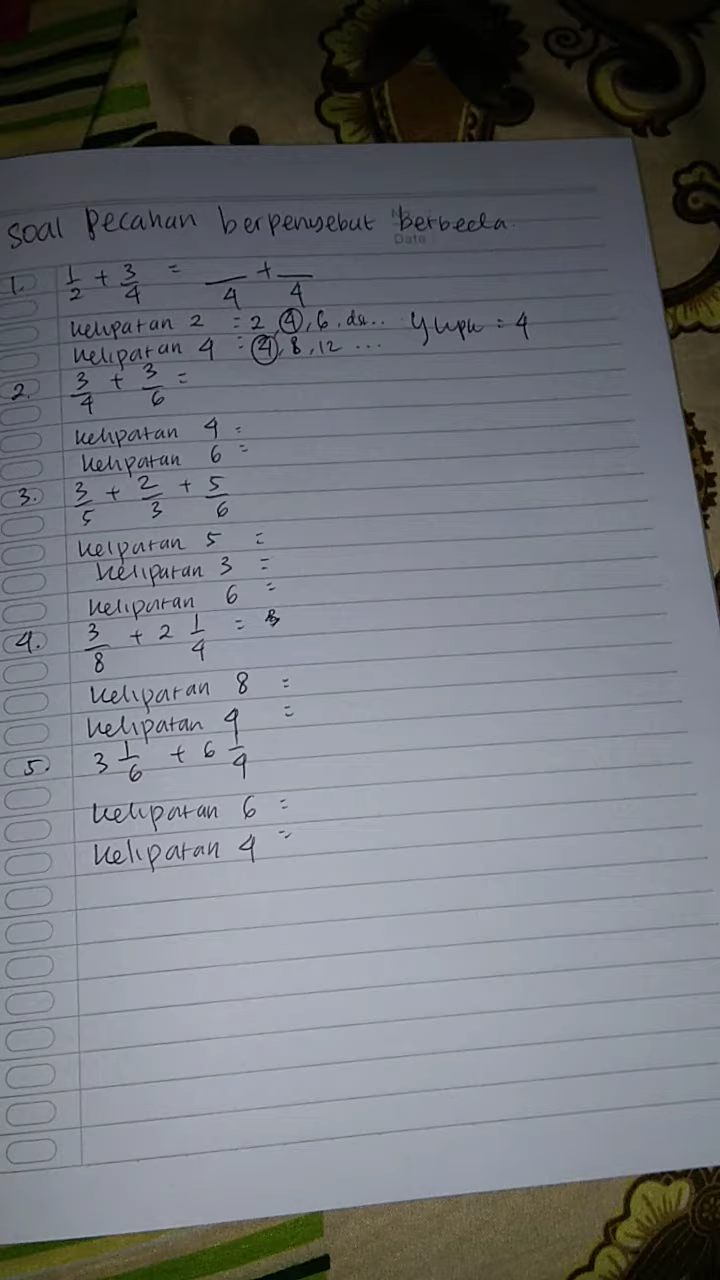 Soal Pecahan berpenyebut berbeda.
Date
1. 1/2 + 3/4 = __/4 + __/4
Kelipatan 2 = 2, 4, 6, dst...
Kelipatan 4 = 4, 8, 12 ... = 4
2. 3/4 + 3/6 =
Kelipatan 4 =
Kelipatan 6 =
3. 3/5 + 2/3 + 5/6
Kelpatan 5 =
Kelipatan 3 =
Kelipatan 6 =
4. 3/8 + 2 1/4 =
Kelipatan 8 =
Kelipatan 4 =
5. 3 1/6 + 6 1/4
Kelipatan 6 =
Kelipatan 4 =